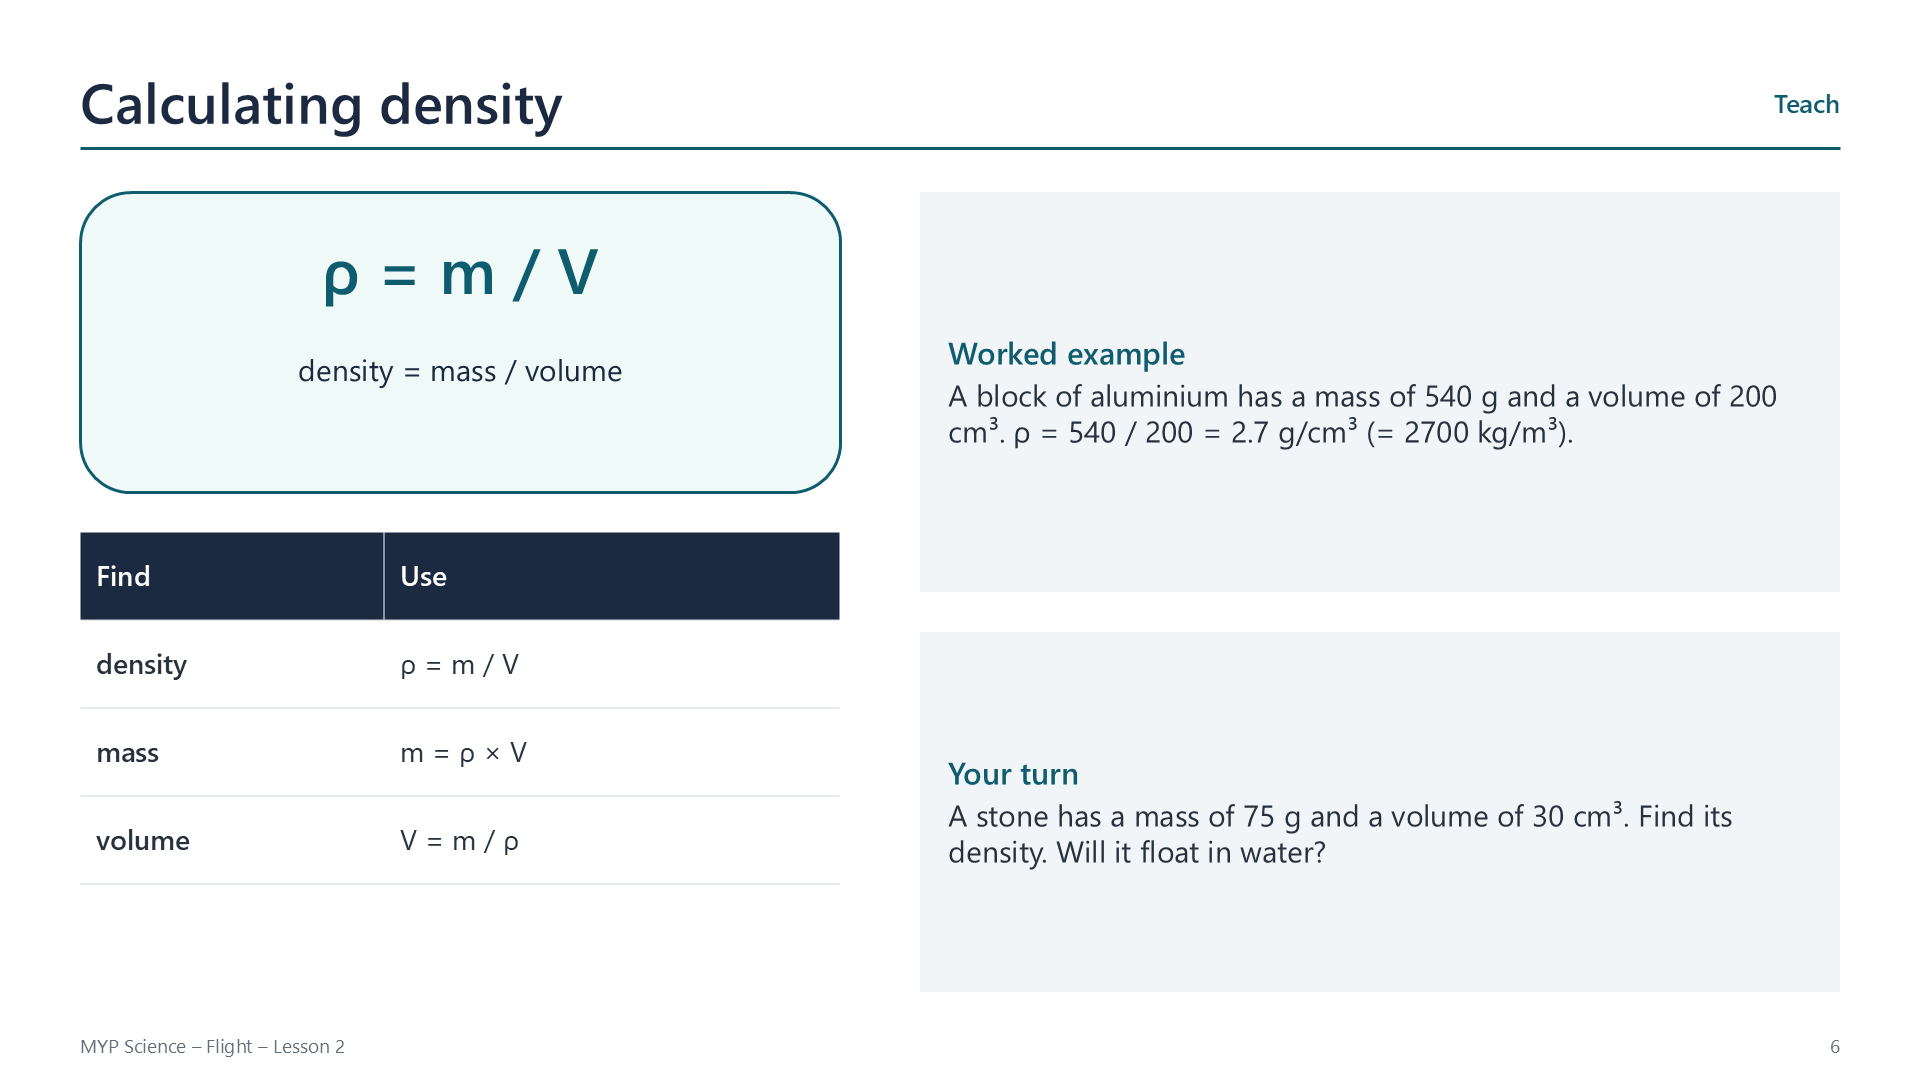 Calculating density
Teach
ρ = m / V
density = mass / volume
Find Use
density ρ = m / V
mass m = ρ × V
volume V = m / ρ
Worked example
A block of aluminium has a mass of 540 g and a volume of 200
cm³. ρ = 540 / 200 = 2.7 g/cm³ (= 2700 kg/m³).
Your turn
A stone has a mass of 75 g and a volume of 30 cm³. Find its
density. Will it float in water?
MYP Science – Flight – Lesson 2
6